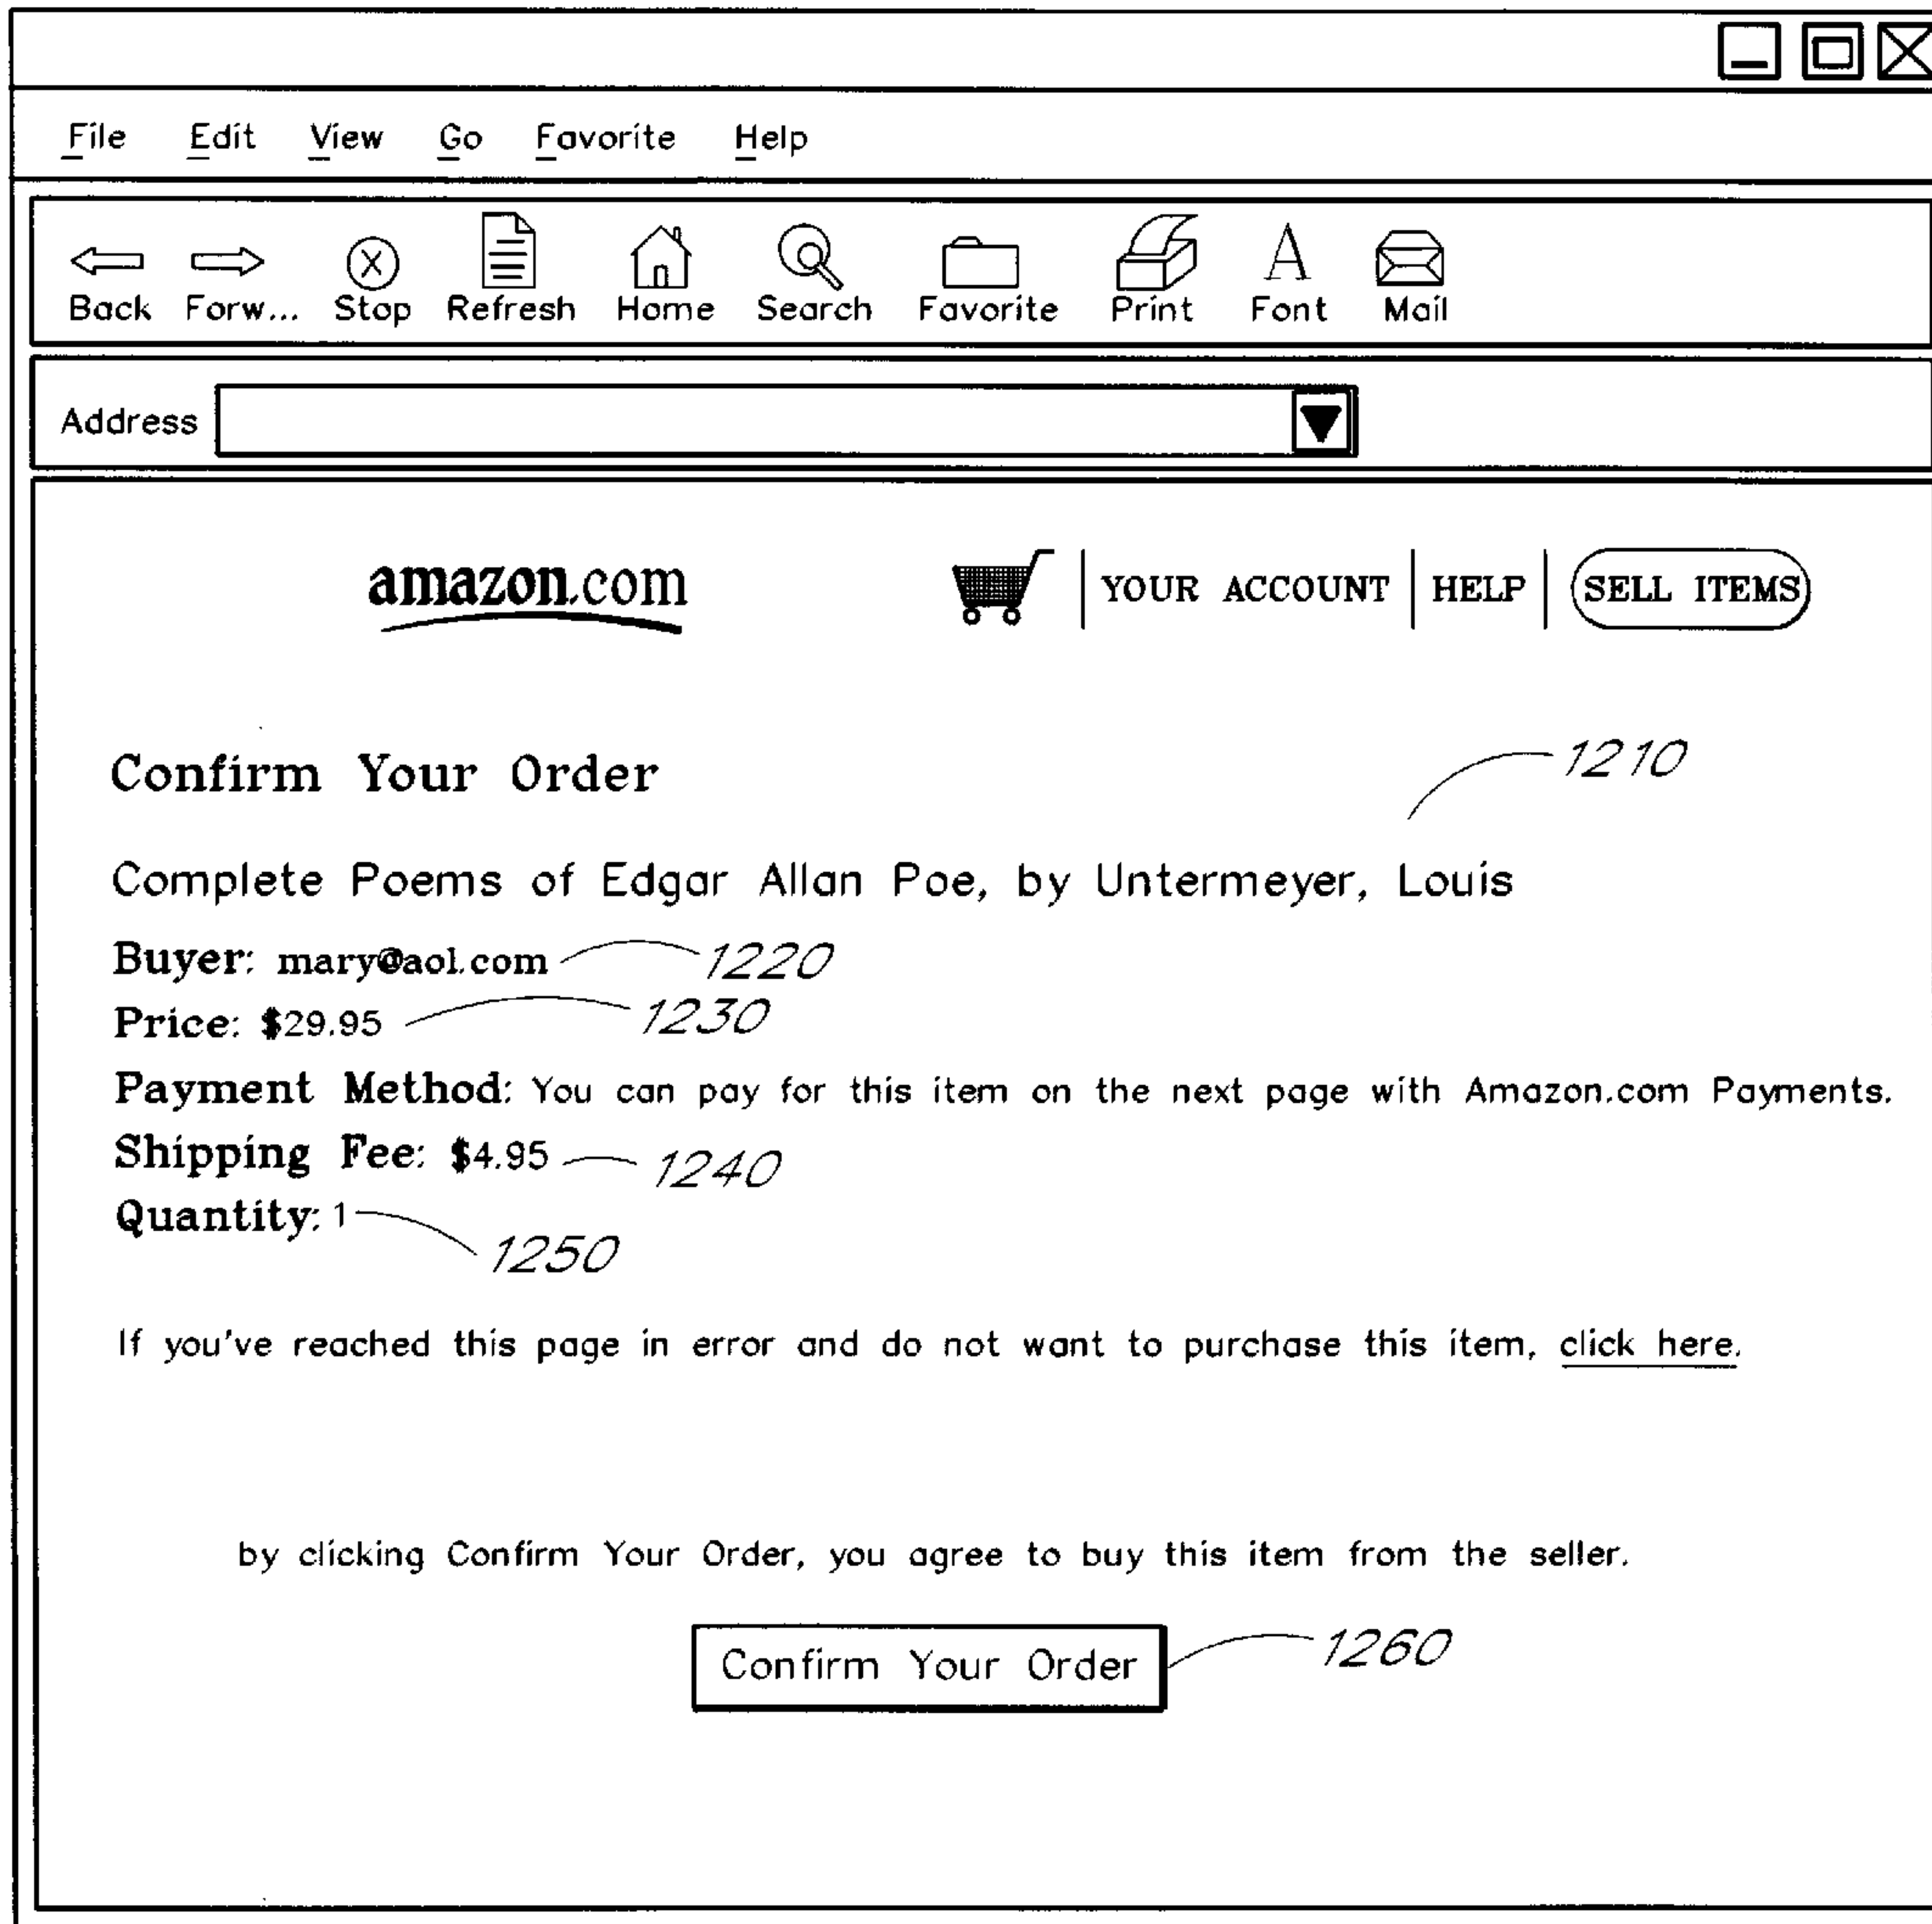 File Edit View Go Favorite Help
Back Forw... Stop Refresh Home Search Favorite Print Font Mail
Address
amazon.com YOUR ACCOUNT HELP SELL ITEMS
Confirm Your Order 1210
Complete Poems of Edgar Allan Poe, by Untermeyer, Louis
Buyer: mary@aol.com 1220
Price: $29.95 1230
Payment Method: You can pay for this item on the next page with Amazon.com Payments.
Shipping Fee: $4.95 1240
Quantity: 1
1250
If you've reached this page in error and do not want to purchase this item, click here.
by clicking Confirm Your Order, you agree to buy this item from the seller.
Confirm Your Order 1260